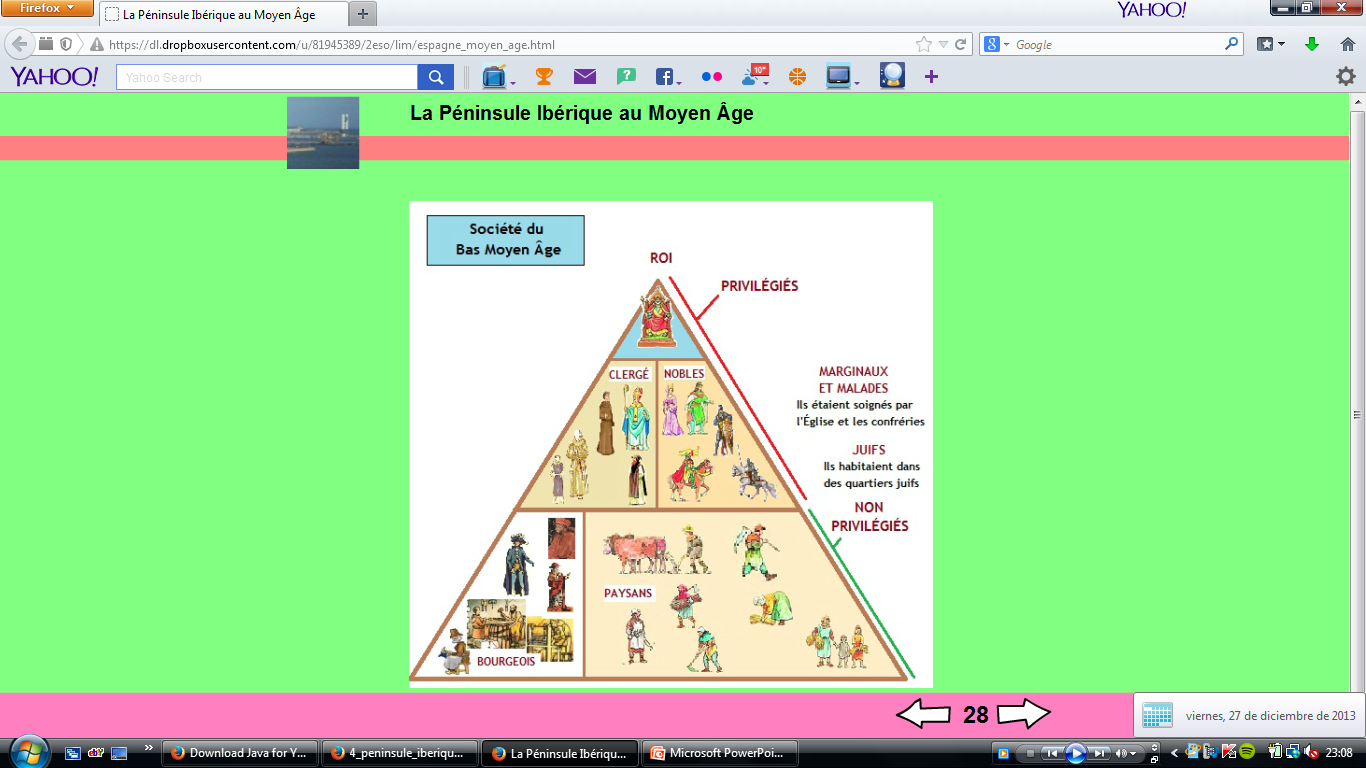 Firefox
La Péninsule Ibérique au Moyen Âge
YAHOO!
https://dl.dropboxusercontent.com/u/81945389/2eso/lim/espagne_moyen_age.html
Google
YAHOO!
Yahoo Search
10°
La Péninsule Ibérique au Moyen Âge
Société du
Bas Moyen Âge
ROI
PRIVILÉGIÉS
CLERGÉ
NOBLES
MARGINAUX
ET MALADES
Ils étaient soignés par
l'Église et les confréries
JUIFS
Ils habitaient dans
des quartiers juifs
NON
PRIVILÉGIÉS
PAYSANS
BOURGEOIS
28
viernes, 27 de diciembre de 2013
Download Java for Y...
4_peninsule_iberiqu...
La Péninsule Ibériqu...
Microsoft PowerPoi...
23:08